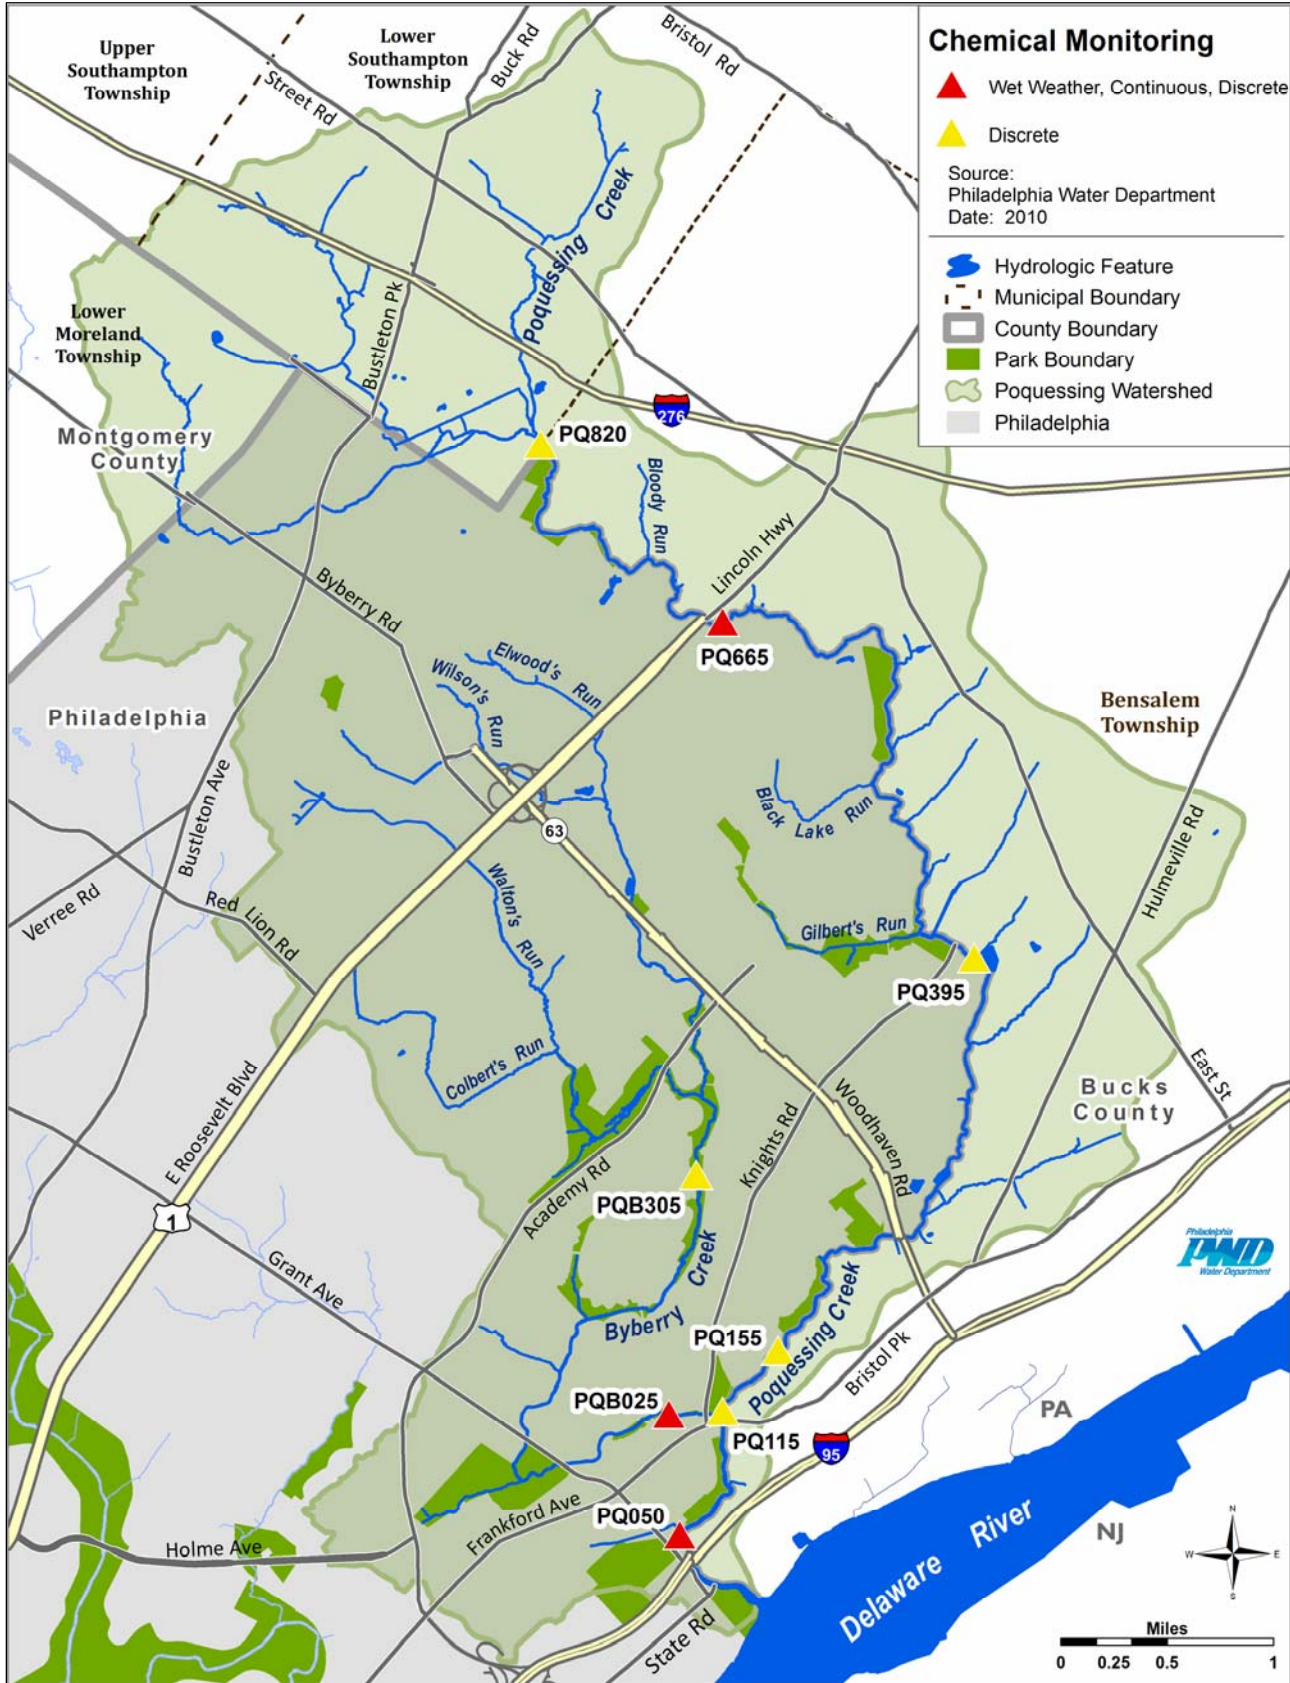 Upper
Southampton
Township
Lower
Southampton
Township
Buck Rd
Bristol Rd
Street Rd
Chemical Monitoring
Wet Weather, Continuous, Discrete
Discrete
Source:
Philadelphia Water Department
Date: 2010
Hydrologic Feature
Municipal Boundary
County Boundary
Park Boundary
Poquessing Watershed
Philadelphia
Poquessing Creek
Lower
Moreland
Township
Bustleton Pk
276
Montgomery
County
PQ820
Bloody Run
Lincoln Hwy
Byberry Rd
PQ665
Elwood's Run
Wilson's Run
Philadelphia
Bensalem
Township
Bustleton Ave
Black Lake Run
63
Hulmeville Rd
Verree Rd
Red Lion Rd
Walton's Run
Gilbert's Run
PQ395
Colbert's Run
E Roosevelt Blvd
Woodhaven Rd
East St
Bucks
County
Knights Rd
Academy Rd
PQB305
1
Grant Ave
Byberry Creek
Philadelphia
PWD
Water Department
PQ155
Poquessing Creek
Bristol Pk
PQB025
PQ115
95
PA
NJ
PQ050
Frankford Ave
Holme Ave
State Rd
Delaware River
N
W
E
S
Miles
0 0.25 0.5 1